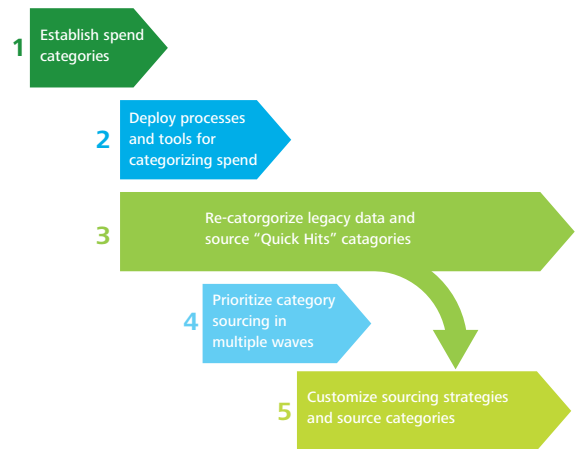 1
Establish spend
categories
2
Deploy processes
and tools for
categorizing spend
3
Re-catorgorize legacy data and
source “Quick Hits” catagories
4
Prioritize category
sourcing in
multiple waves
5
Customize sourcing strategies
and source categories